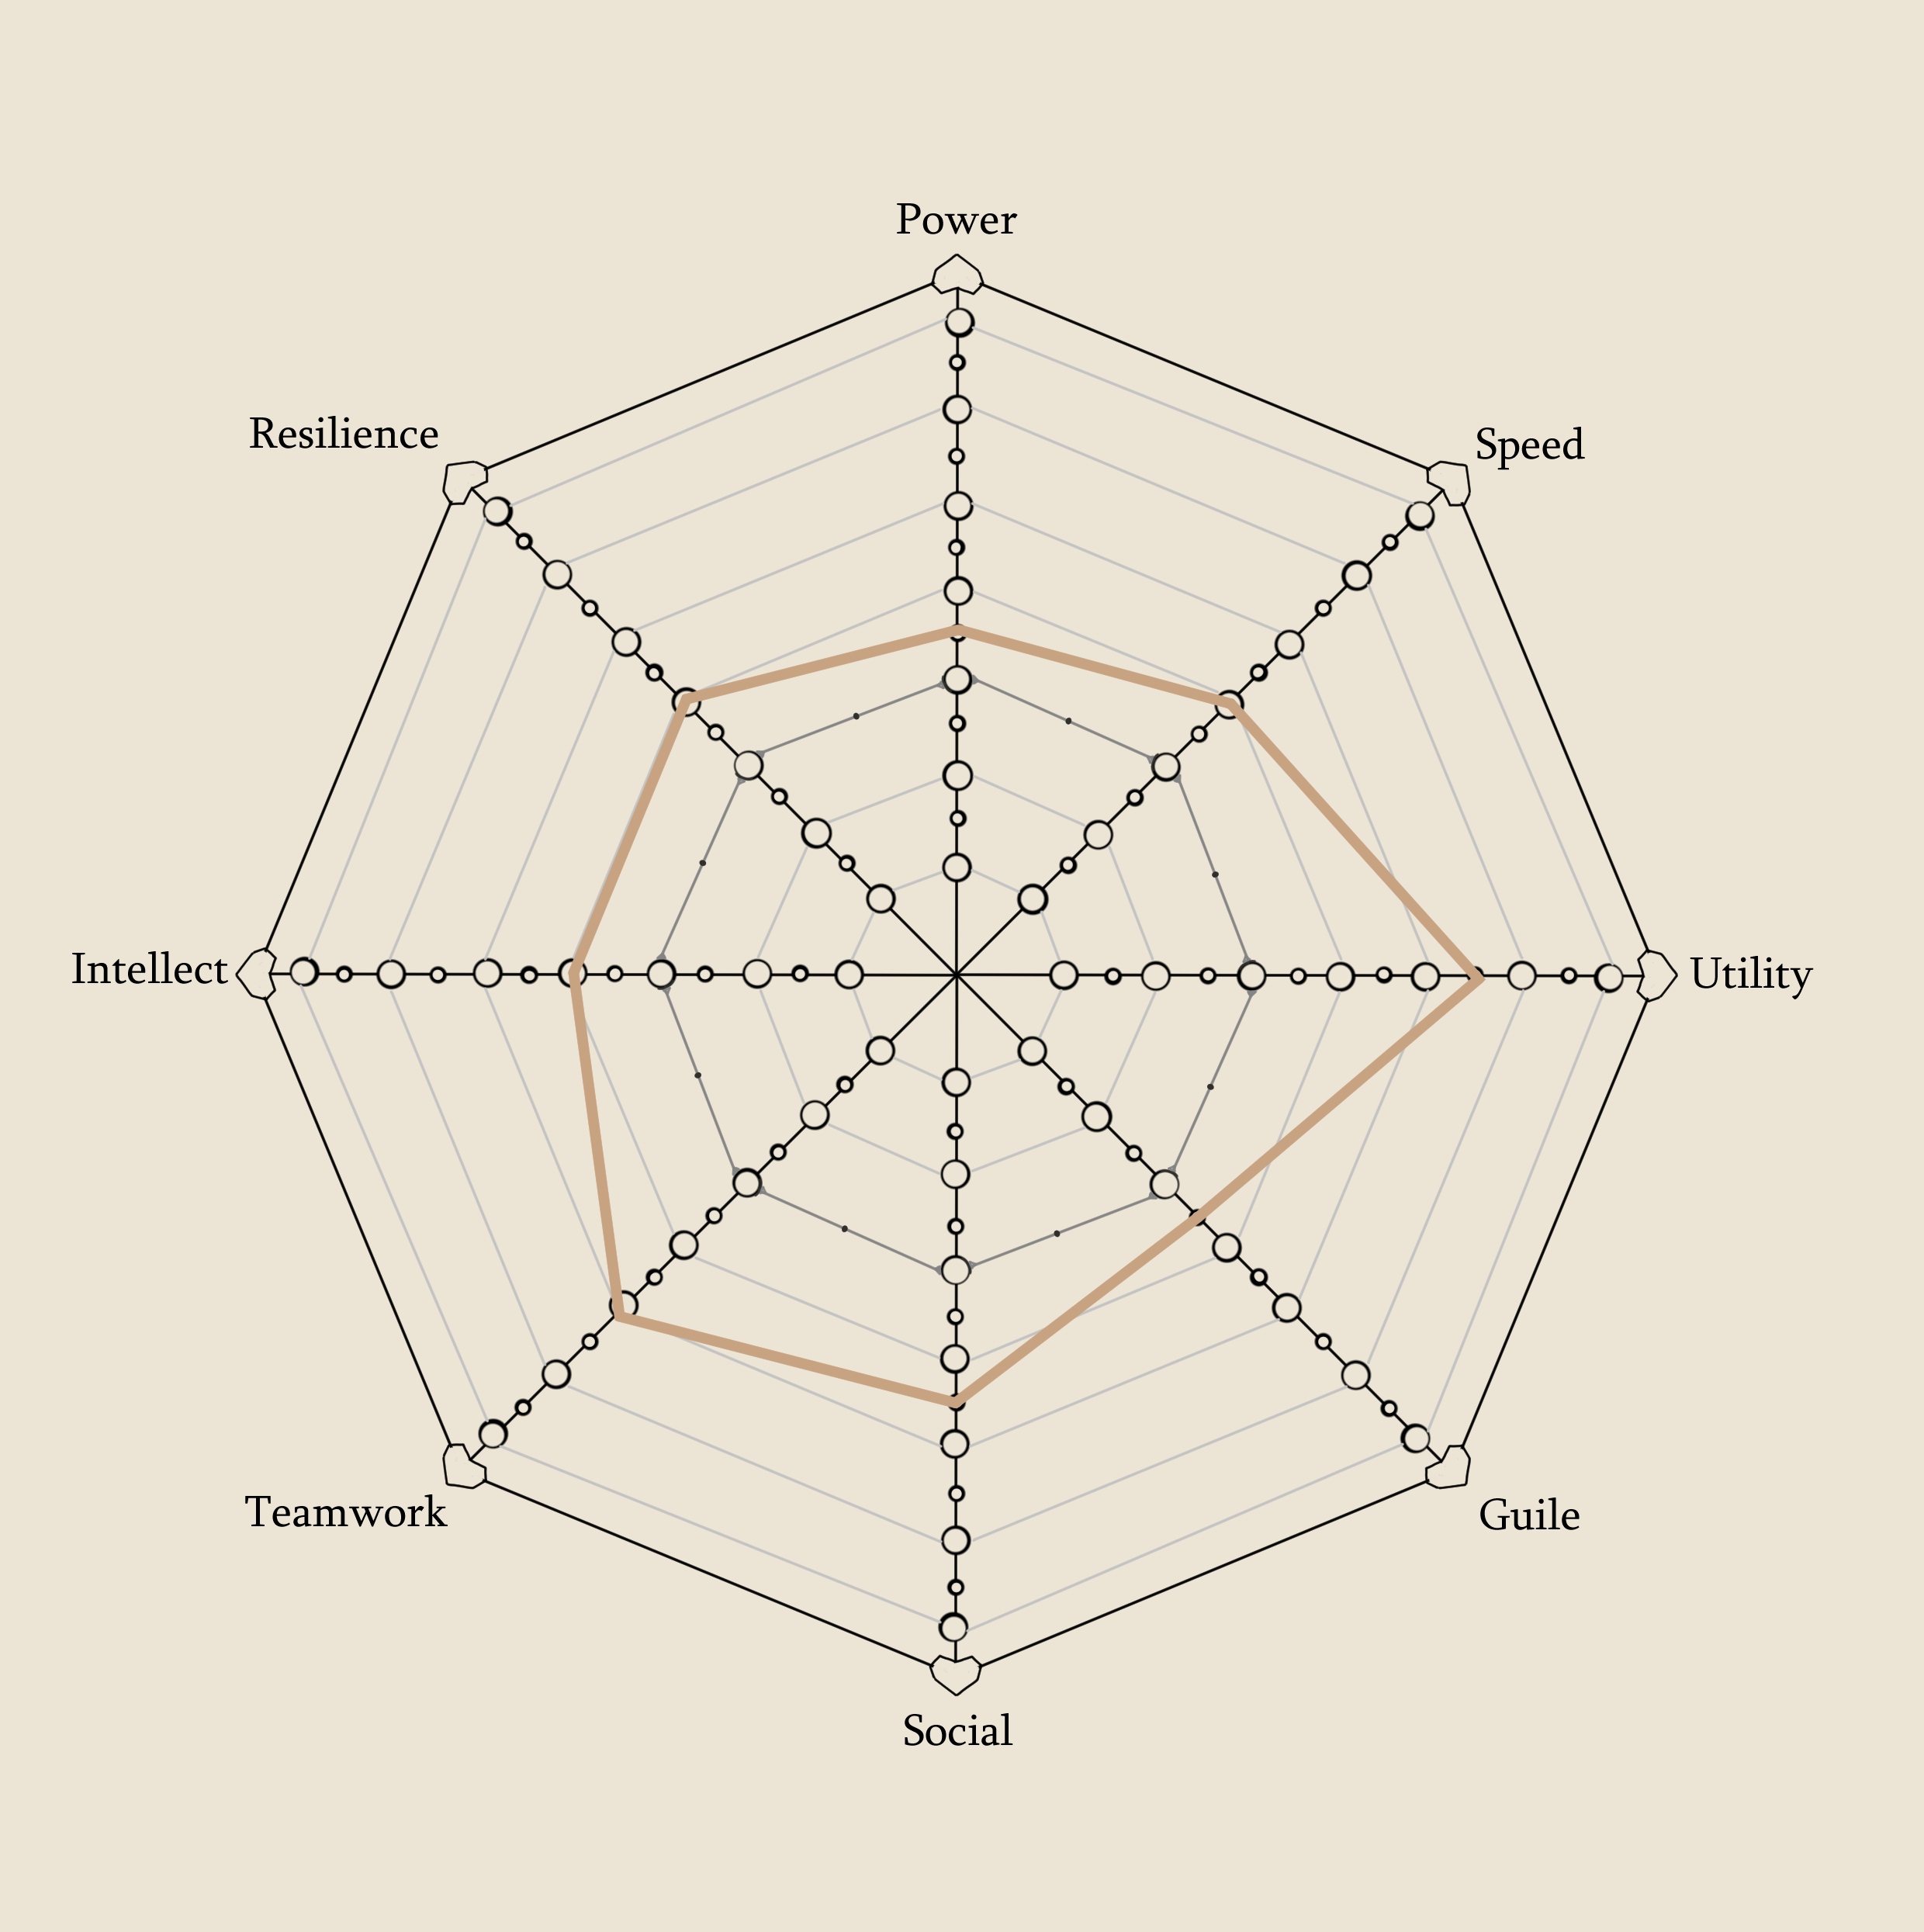 Power
Speed
Resilience
Intellect
Utility
Teamwork
Guile
Social